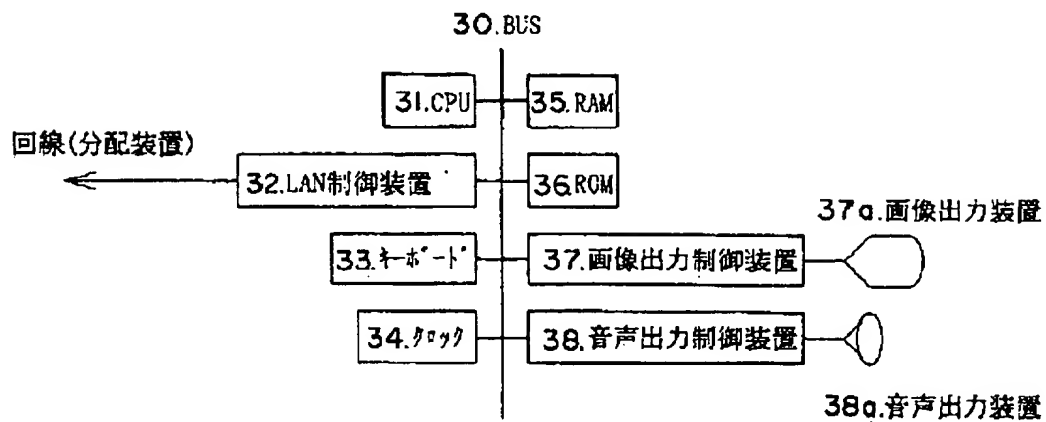 30.BUS
31.CPU
35.RAM
回線(分配装置)
32.LAN制御装置
36.ROM
37a.画像出力装置
33.キーボード
37.画像出力制御装置
34.クロック
38.音声出力制御装置
38a.音声出力装置